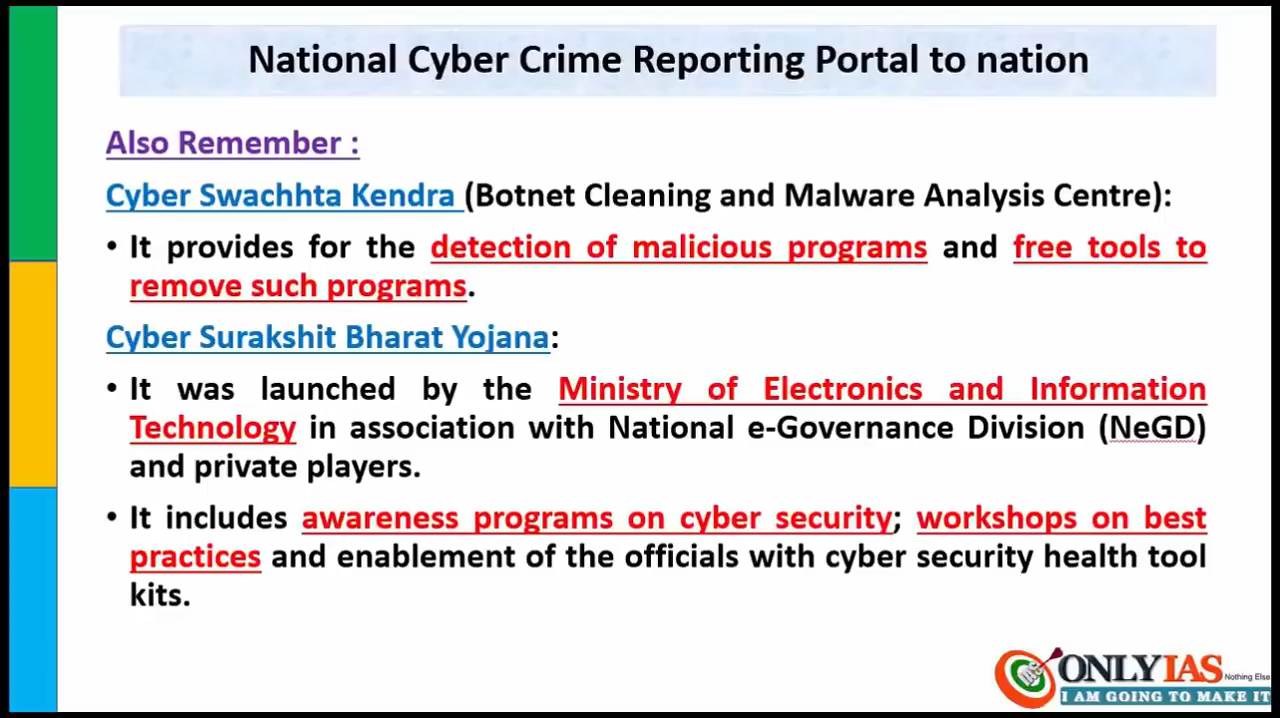 National Cyber Crime Reporting Portal to nation
Also Remember :
Cyber Swachhta Kendra (Botnet Cleaning and Malware Analysis Centre):
• It provides for the detection of malicious programs and free tools to
remove such programs.
Cyber Surakshit Bharat Yojana:
• It was launched by the Ministry of Electronics and Information
Technology in association with National e-Governance Division (NeGD)
and private players.
• It includes awareness programs on cyber security; workshops on best
practices and enablement of the officials with cyber security health tool
kits.
ONLYIAS Nothing Else
I AM GOING TO MAKE IT